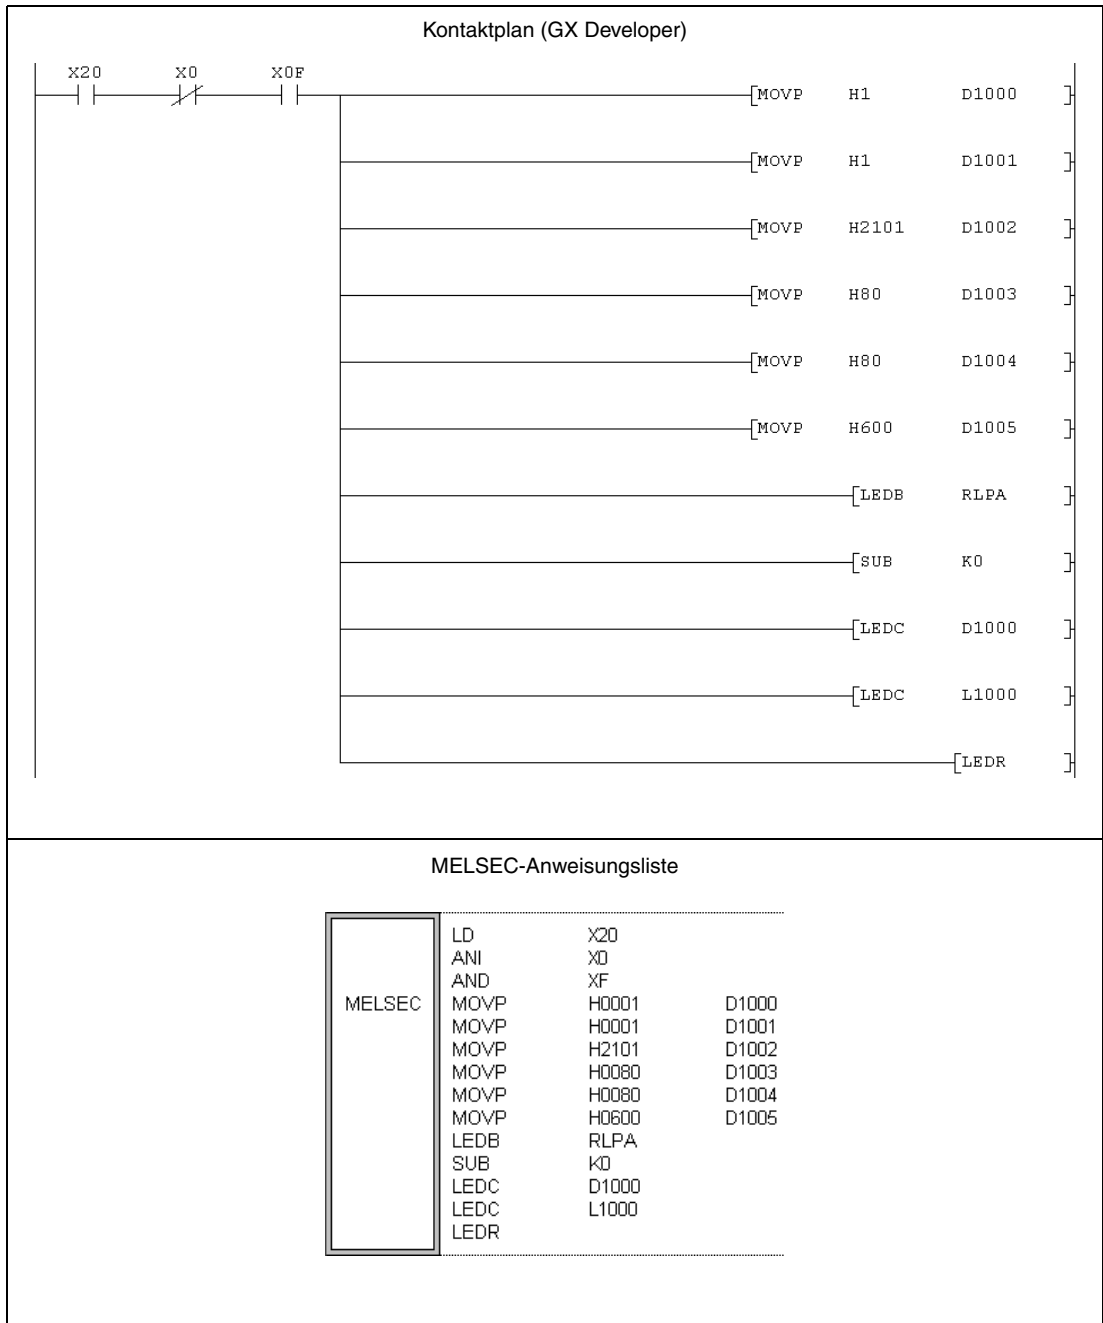 Kontaktplan (GX Developer)
X20 X0 X0F
[MOVP H1 D1000 ]
[MOVP H1 D1001 ]
[MOVP H2101 D1002 ]
[MOVP H80 D1003 ]
[MOVP H80 D1004 ]
[MOVP H600 D1005 ]
[LEDB RLPA ]
[SUB K0 ]
[LEDC D1000 ]
[LEDC L1000 ]
[LEDR ]
MELSEC-Anweisungsliste
LD X20
ANI X0
AND XF
MELSEC MOVP H0001 D1000
MOVP H0001 D1001
MOVP H2101 D1002
MOVP H0080 D1003
MOVP H0080 D1004
MOVP H0600 D1005
LEDB RLPA
SUB K0
LEDC D1000
LEDC L1000
LEDR